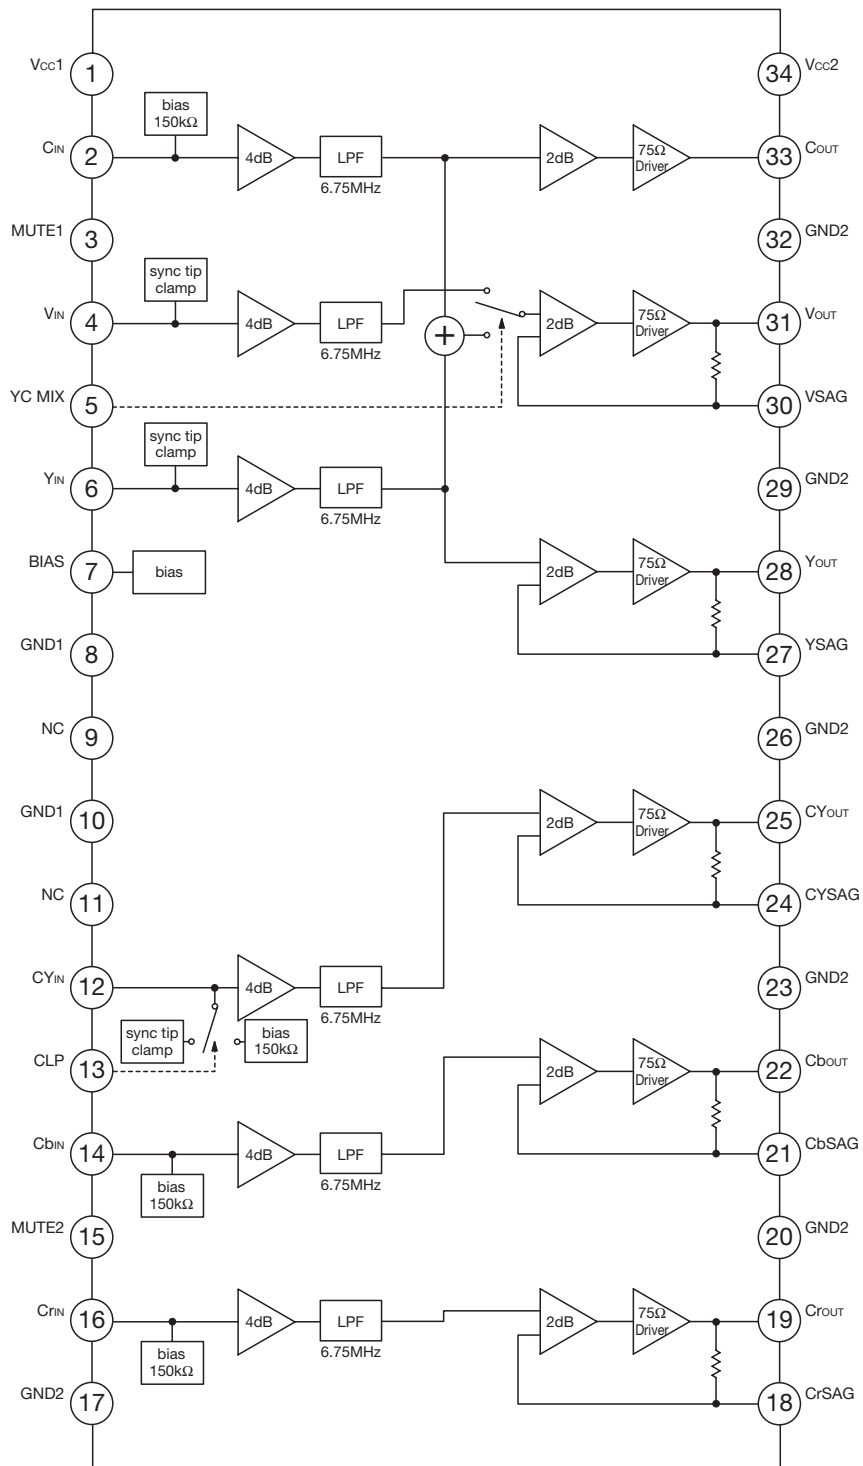 Vcc1
1
34
Vcc2
bias
150kΩ
CIN
2
4dB
LPF
6.75MHz
2dB
75Ω
Driver
33
COUT
MUTE1
3
32
GND2
sync tip
clamp
VIN
4
4dB
LPF
6.75MHz
+
2dB
75Ω
Driver
31
VOUT
YC MIX
5
30
VSAG
sync tip
clamp
YIN
6
4dB
LPF
6.75MHz
29
GND2
BIAS
7
bias
2dB
75Ω
Driver
28
YOUT
GND1
8
27
YSAG
NC
9
26
GND2
GND1
10
2dB
75Ω
Driver
25
CYOUT
NC
11
24
CYSAG
CYIN
12
4dB
LPF
6.75MHz
23
GND2
sync tip
clamp
bias
150kΩ
CLP
13
2dB
75Ω
Driver
22
CbOUT
CbIN
14
4dB
LPF
6.75MHz
21
CbSAG
bias
150kΩ
MUTE2
15
20
GND2
CrIN
16
4dB
LPF
6.75MHz
2dB
75Ω
Driver
19
CrOUT
bias
150kΩ
GND2
17
18
CrSAG